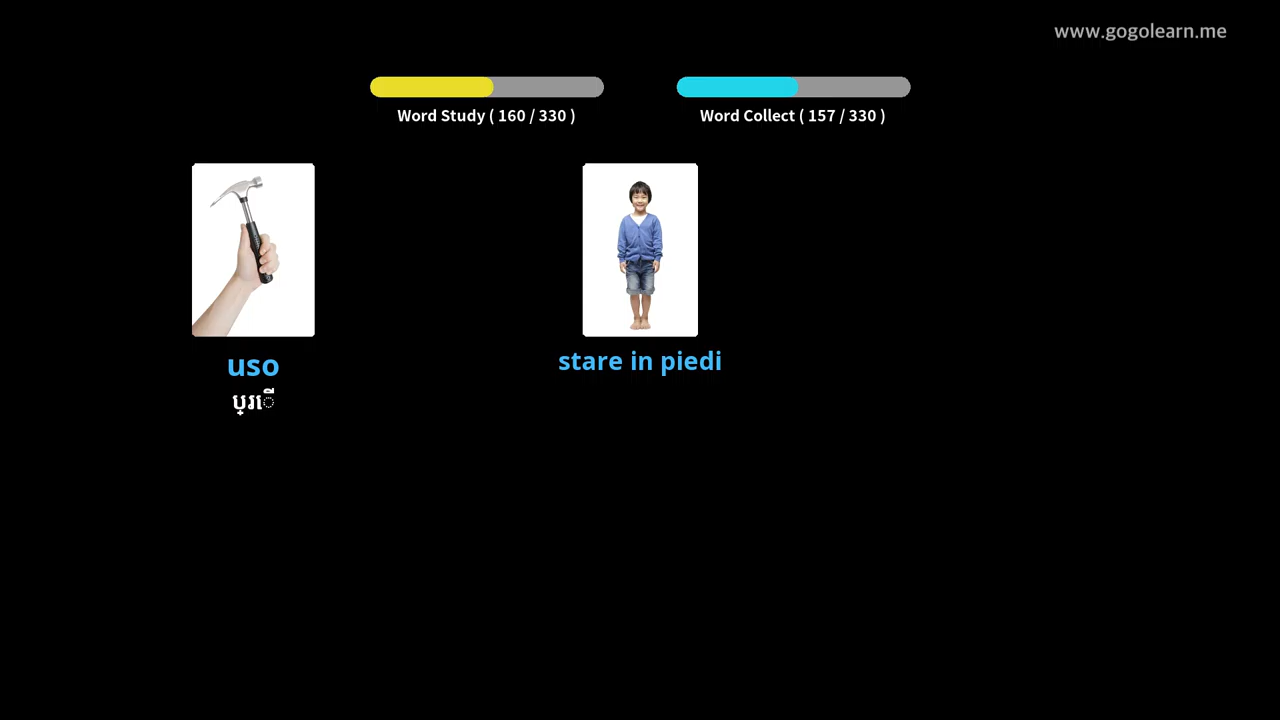 www.gogolearn.me
Word Study ( 160 / 330 )
Word Collect ( 157 / 330 )
uso
ប្រើ
stare in piedi